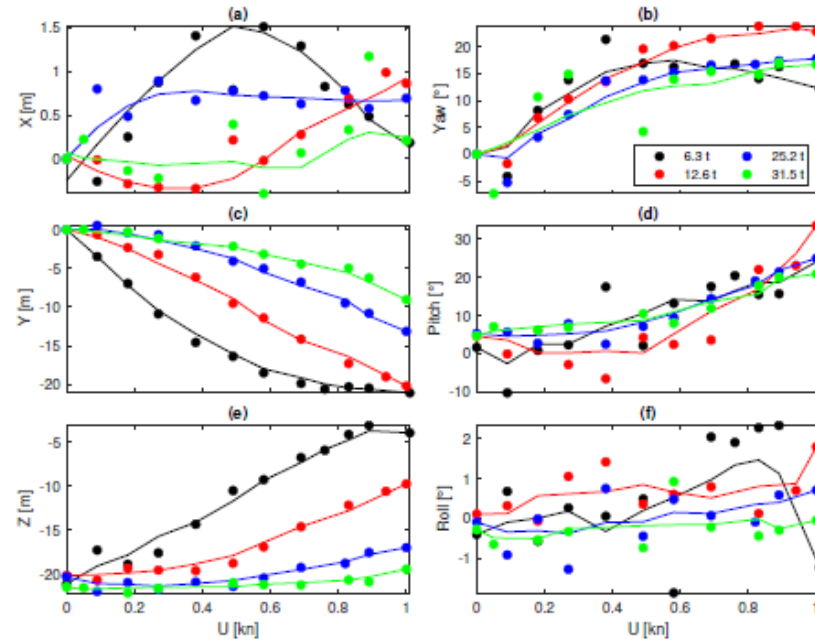 (a)
1.5
1
0.5
0
X [m]
(b)
20
15
10
5
0
-5
Yaw [°]
6.3 t
25.2 t
12.6 t
31.5 t
(c)
0
-5
-10
-15
-20
Y [m]
(d)
30
20
10
0
-10
Pitch [°]
(e)
-5
-10
-15
-20
Z [m]
0
0.2
0.4
0.6
0.8
1
U [kn]
(f)
2
1
0
-1
Roll [°]
0
0.2
0.4
0.6
0.8
1
U [kn]